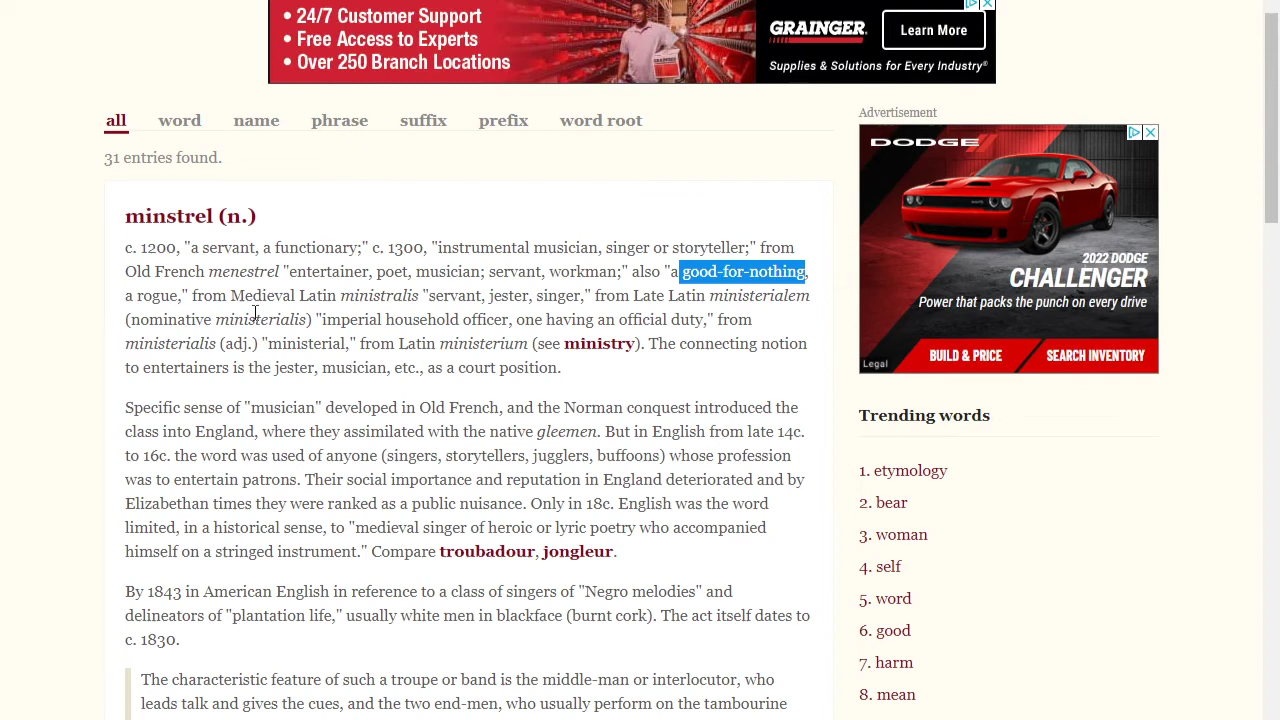 • 24/7 Customer Support
• Free Access to Experts
• Over 250 Branch Locations
GRAINGER
Learn More
Supplies & Solutions for Every Industry®
all word name phrase suffix prefix word root
31 entries found.
minstrel (n.)
c. 1200, "a servant, a functionary;" c. 1300, "instrumental musician, singer or storyteller;" from
Old French menestrel "entertainer, poet, musician; servant, workman;" also "a good-for-nothing,
a rogue," from Medieval Latin ministralis "servant, jester, singer," from Late Latin ministerialem
(nominative ministerialis) "imperial household officer, one having an official duty," from
ministerialis (adj.) "ministerial," from Latin ministerium (see ministry). The connecting notion
to entertainers is the jester, musician, etc., as a court position.
Specific sense of "musician" developed in Old French, and the Norman conquest introduced the
class into England, where they assimilated with the native gleemen. But in English from late 14c.
to 16c. the word was used of anyone (singers, storytellers, jugglers, buffoons) whose profession
was to entertain patrons. Their social importance and reputation in England deteriorated and by
Elizabethan times they were ranked as a public nuisance. Only in 18c. English was the word
limited, in a historical sense, to "medieval singer of heroic or lyric poetry who accompanied
himself on a stringed instrument." Compare troubadour, jongleur.
By 1843 in American English in reference to a class of singers of "Negro melodies" and
delineators of "plantation life," usually white men in blackface (burnt cork). The act itself dates to
c. 1830.
The characteristic feature of such a troupe or band is the middle-man or interlocutor, who
leads talk and gives the cues, and the two end-men, who usually perform on the tambourine
Advertisement
DODGE
2022 DODGE
CHALLENGER
Power that packs the punch on every drive
Legal
BUILD & PRICE
SEARCH INVENTORY
Trending words
1. etymology
2. bear
3. woman
4. self
5. word
6. good
7. harm
8. mean